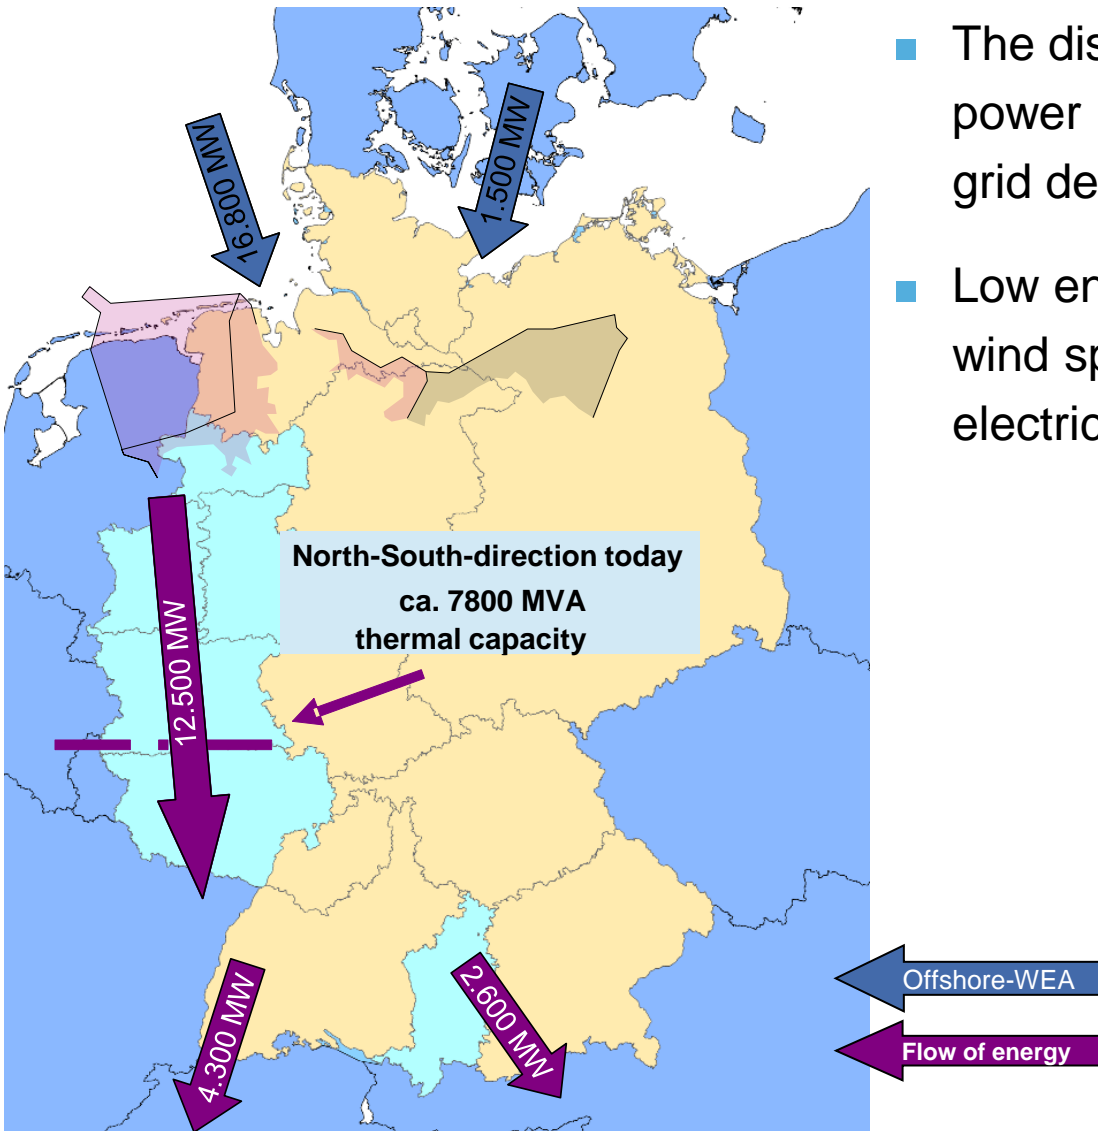 The dis
power
grid de
Low en
wind sp
electric
16.800 MW
1.500 MW
North-South-direction today
ca. 7800 MVA
thermal capacity
12.500 MW
4.300 MW
2.600 MW
Offshore-WEA
Flow of energy